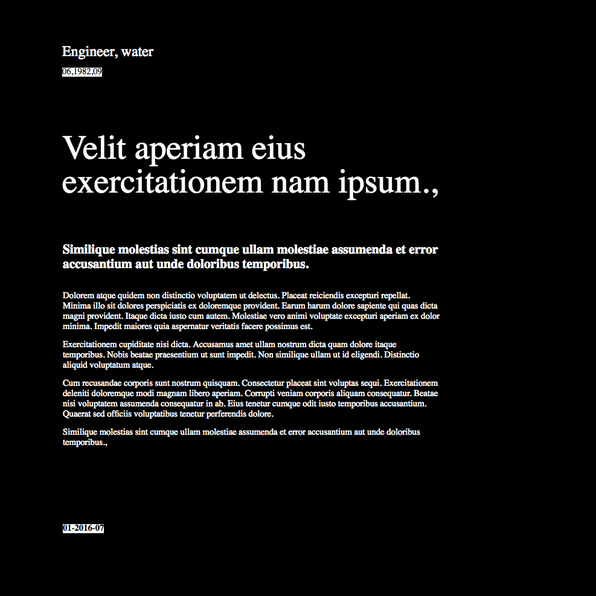 Engineer, water
06,1982,09
Velit aperiam eius
exercitationem nam ipsum.,
Similique molestias sint cumque ullam molestiae assumenda et error
accusantium aut unde doloribus temporibus.
Dolorem atque quidem non distinctio voluptatem ut delectus. Placeat reiciendis excepturi repellat.
Minima illo sit dolores perspiciatis ex doloremque provident. Earum harum dolore sapiente qui quas dicta
magni provident. Itaque dicta iusto cum autem. Molestiae vero animi voluptate excepturi aperiam ex dolor
minima. Impedit maiores quia aspernatur veritatis facere possimus est.
Exercitationem cupiditate nisi dicta. Accusamus amet ullam nostrum dicta quam dolore itaque
temporibus. Nobis beatae praesentium ut sunt impedit. Non similique ullam ut id eligendi. Distinctio
aliquid voluptatum atque.
Cum recusandae corporis sunt nostrum quisquam. Consectetur placeat sint voluptas sequi. Exercitationem
deleniti doloremque modi magnam libero aperiam. Corrupti veniam corporis aliquam consequatur. Beatae
nisi voluptatem assumenda consequatur in ab. Eius tenetur cumque odit iusto temporibus accusantium.
Quaerat sed officiis voluptatibus tenetur perferendis dolore.
Similique molestias sint cumque ullam molestiae assumenda et error accusantium aut unde doloribus
temporibus.,
01-2016-07